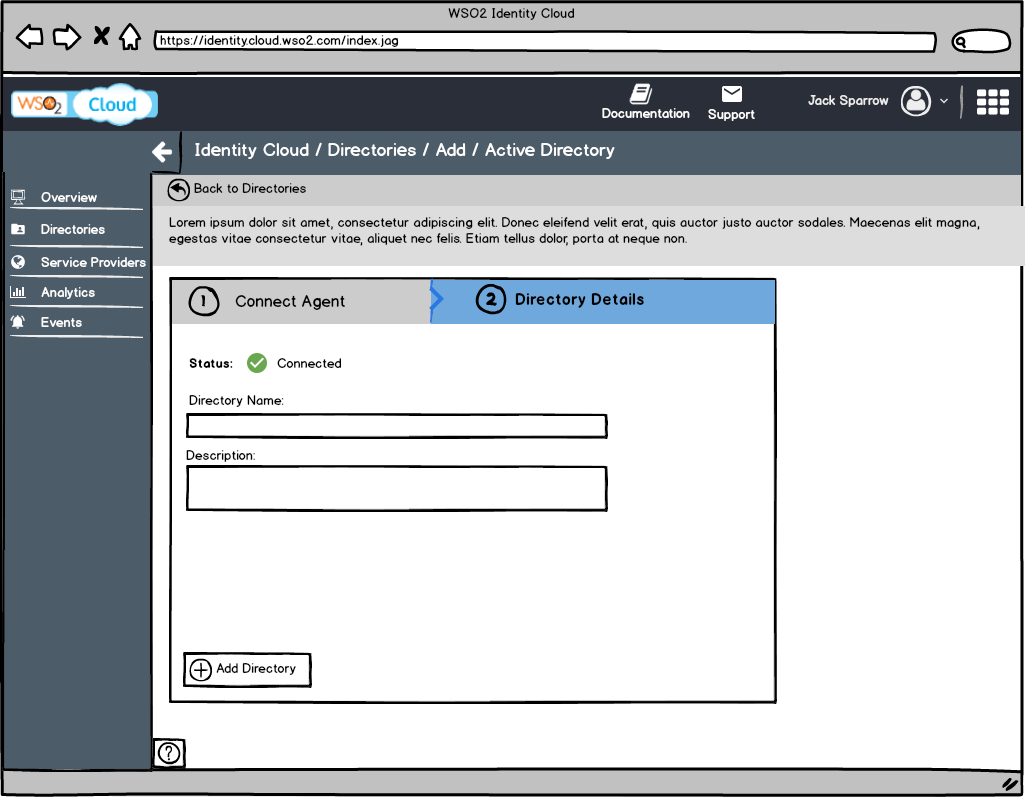 WSO2 Identity Cloud
https://identity.cloud.wso2.com/index.jag
WSO2 Cloud
Documentation
Support
Jack Sparrow
Identity Cloud / Directories / Add / Active Directory
Overview
Directories
Service Providers
Analytics
Events
Back to Directories
Lorem ipsum dolor sit amet, consectetur adipiscing elit. Donec eleifend velit erat, quis auctor justo auctor sodales. Maecenas elit magna,
egestas vitae consectetur vitae, aliquet nec felis. Etiam tellus dolor, porta at neque non.
1 Connect Agent
2 Directory Details
Status: Connected
Directory Name:
Description:
Add Directory
?